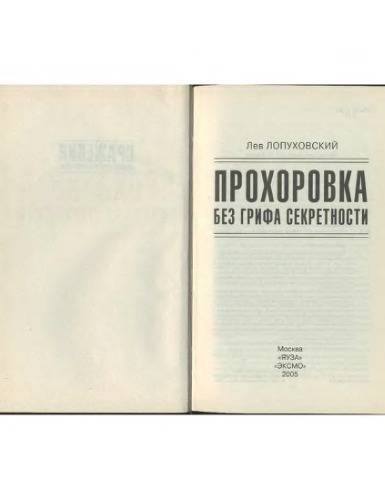 Лев ЛОПУХОВСКИЙ
ПРОХОРОВКА
БЕЗ ГРИФА СЕКРЕТНОСТИ
Москва
«ЯУЗА»
«ЭКСМО»
2005